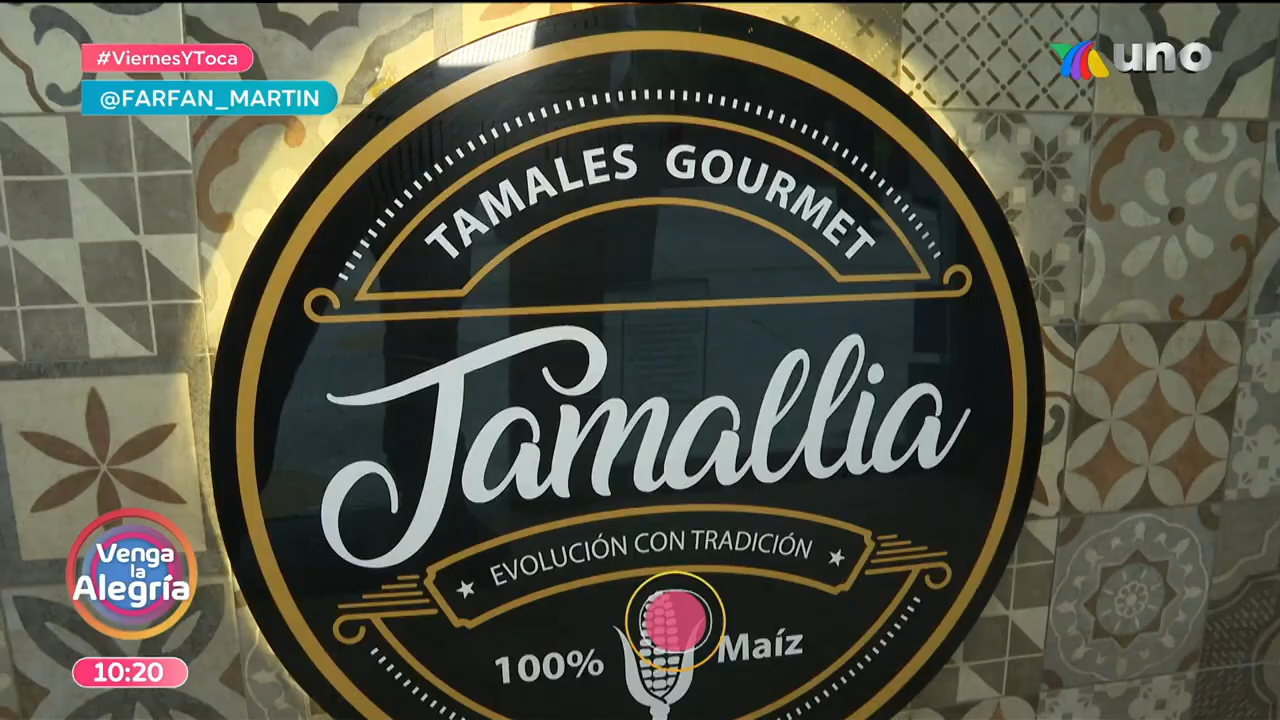 #ViernesYToca
@FARFAN_MARTIN
uno
TAMALES GOURMET
Tamallia
EVOLUCIÓN CON TRADICIÓN
100% Maíz
Venga
la
Alegría
10:20